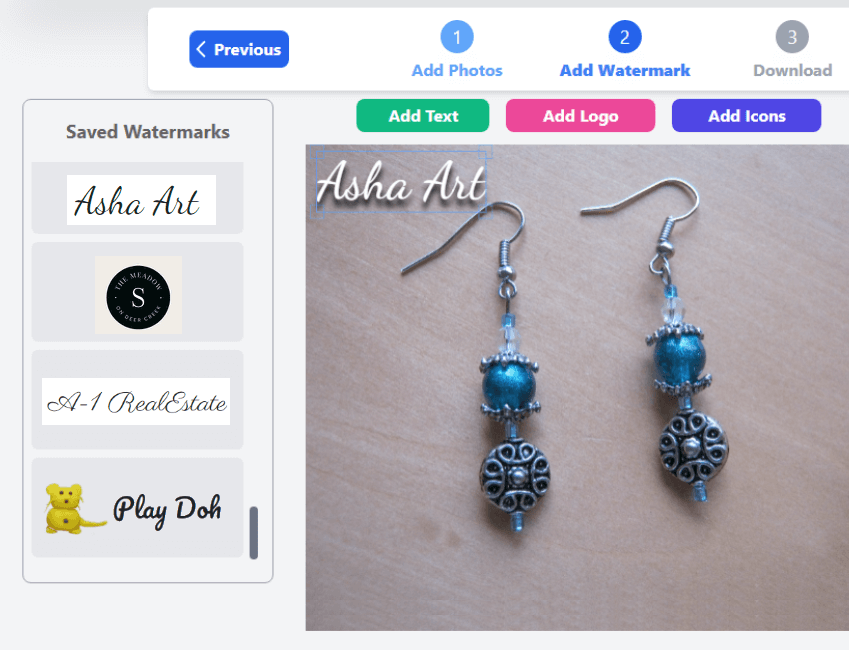 Previous
1
2
3
Add Photos
Add Watermark
Download
Saved Watermarks
Add Text
Add Logo
Add Icons
Asha Art
Asha Art
THE MEADOW
S
ON DEER CREEK
A-1 RealEstate
Play Doh